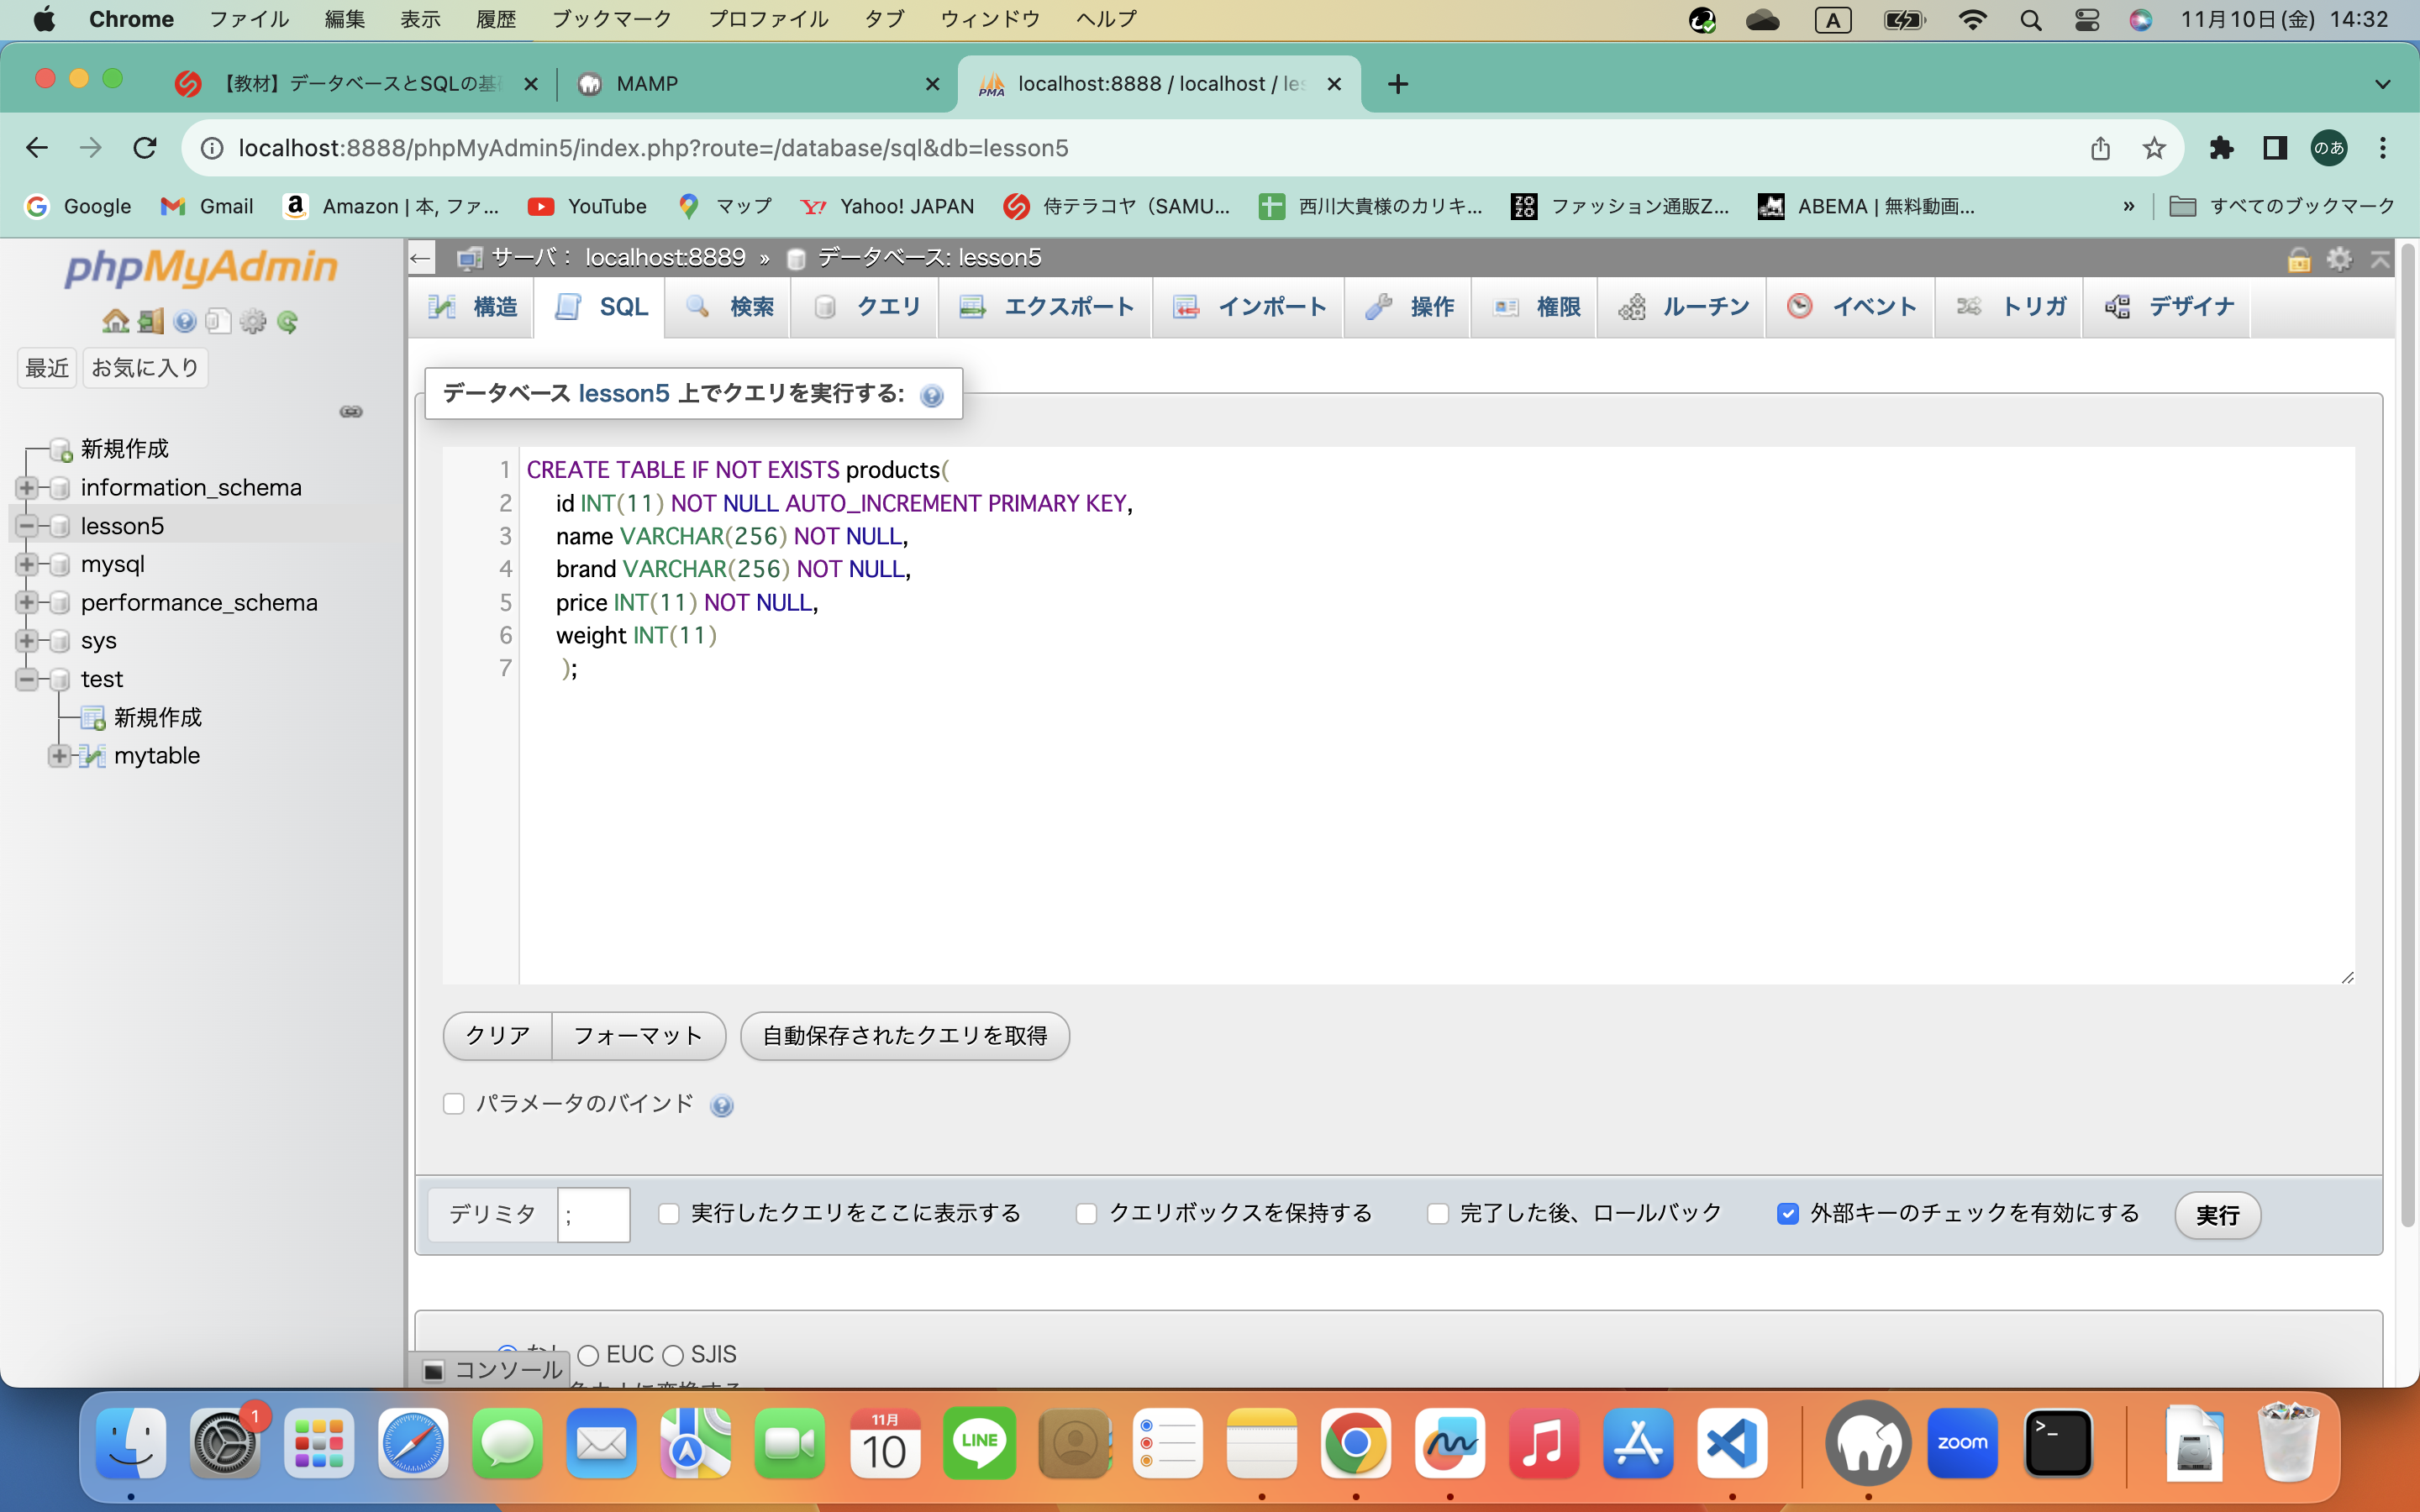 Chrome ファイル 編集 表示 履歴 ブックマーク プロファイル タブ ウィンドウ ヘルプ A 11月10日(金) 14:32
【教材】データベースとSQLの基 MAMP localhost:8888 / localhost / les
localhost:8888/phpMyAdmin5/index.php?route=/database/sql&db=lesson5 のあ
Google Gmail Amazon | 本, ファ... YouTube マップ Yahoo! JAPAN 侍テラコヤ（SAMU... 西川大貴様のカリキ... ZOZO ファッション通販Z... ABEMA | 無料動画... » すべてのブックマーク
phpMyAdmin
最近 お気に入り
新規作成
information_schema
lesson5
mysql
performance_schema
sys
test
新規作成
mytable
サーバ： localhost:8889 » データベース: lesson5
構造 SQL 検索 クエリ エクスポート インポート 操作 権限 ルーチン イベント トリガ デザイナ
データベース lesson5 上でクエリを実行する:
1 CREATE TABLE IF NOT EXISTS products(
2 id INT(11) NOT NULL AUTO_INCREMENT PRIMARY KEY,
3 name VARCHAR(256) NOT NULL,
4 brand VARCHAR(256) NOT NULL,
5 price INT(11) NOT NULL,
6 weight INT(11)
7 );
クリア フォーマット 自動保存されたクエリを取得
パラメータのバインド
デリミタ ; 実行したクエリをここに表示する クエリボックスを保持する 完了した後、ロールバック 外部キーのチェックを有効にする 実行
EUC SJIS
コンソール
1 11月 10 LINE zoom >_